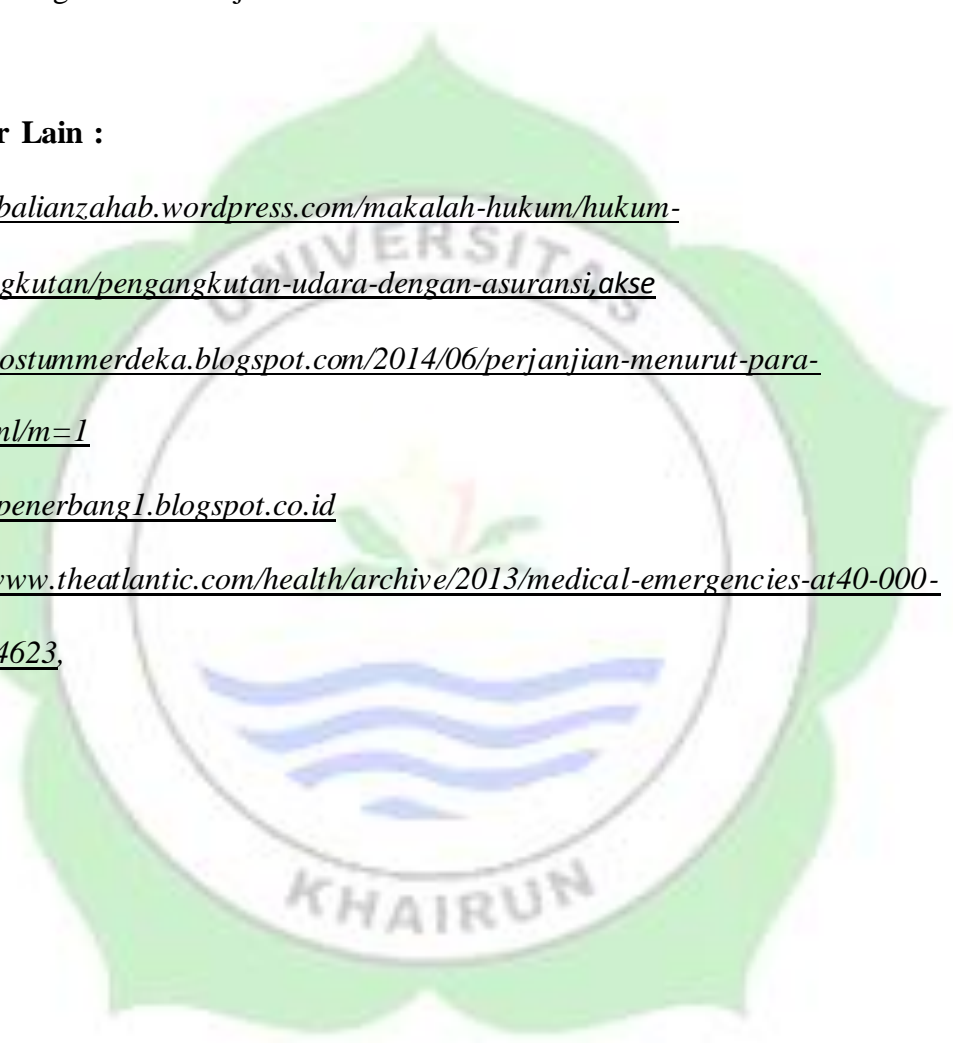 r Lain :
balianzahab.wordpress.com/makalah-hukum/hukum-
gkutan/pengangkutan-udara-dengan-asuransi,akse
ostummerdeka.blogspot.com/2014/06/perjanjian-menurut-para-
ml/m=1
penerbang1.blogspot.co.id
www.theatlantic.com/health/archive/2013/medical-emergencies-at40-000-
4623,
UNIVERSITAS
KHAIRUN